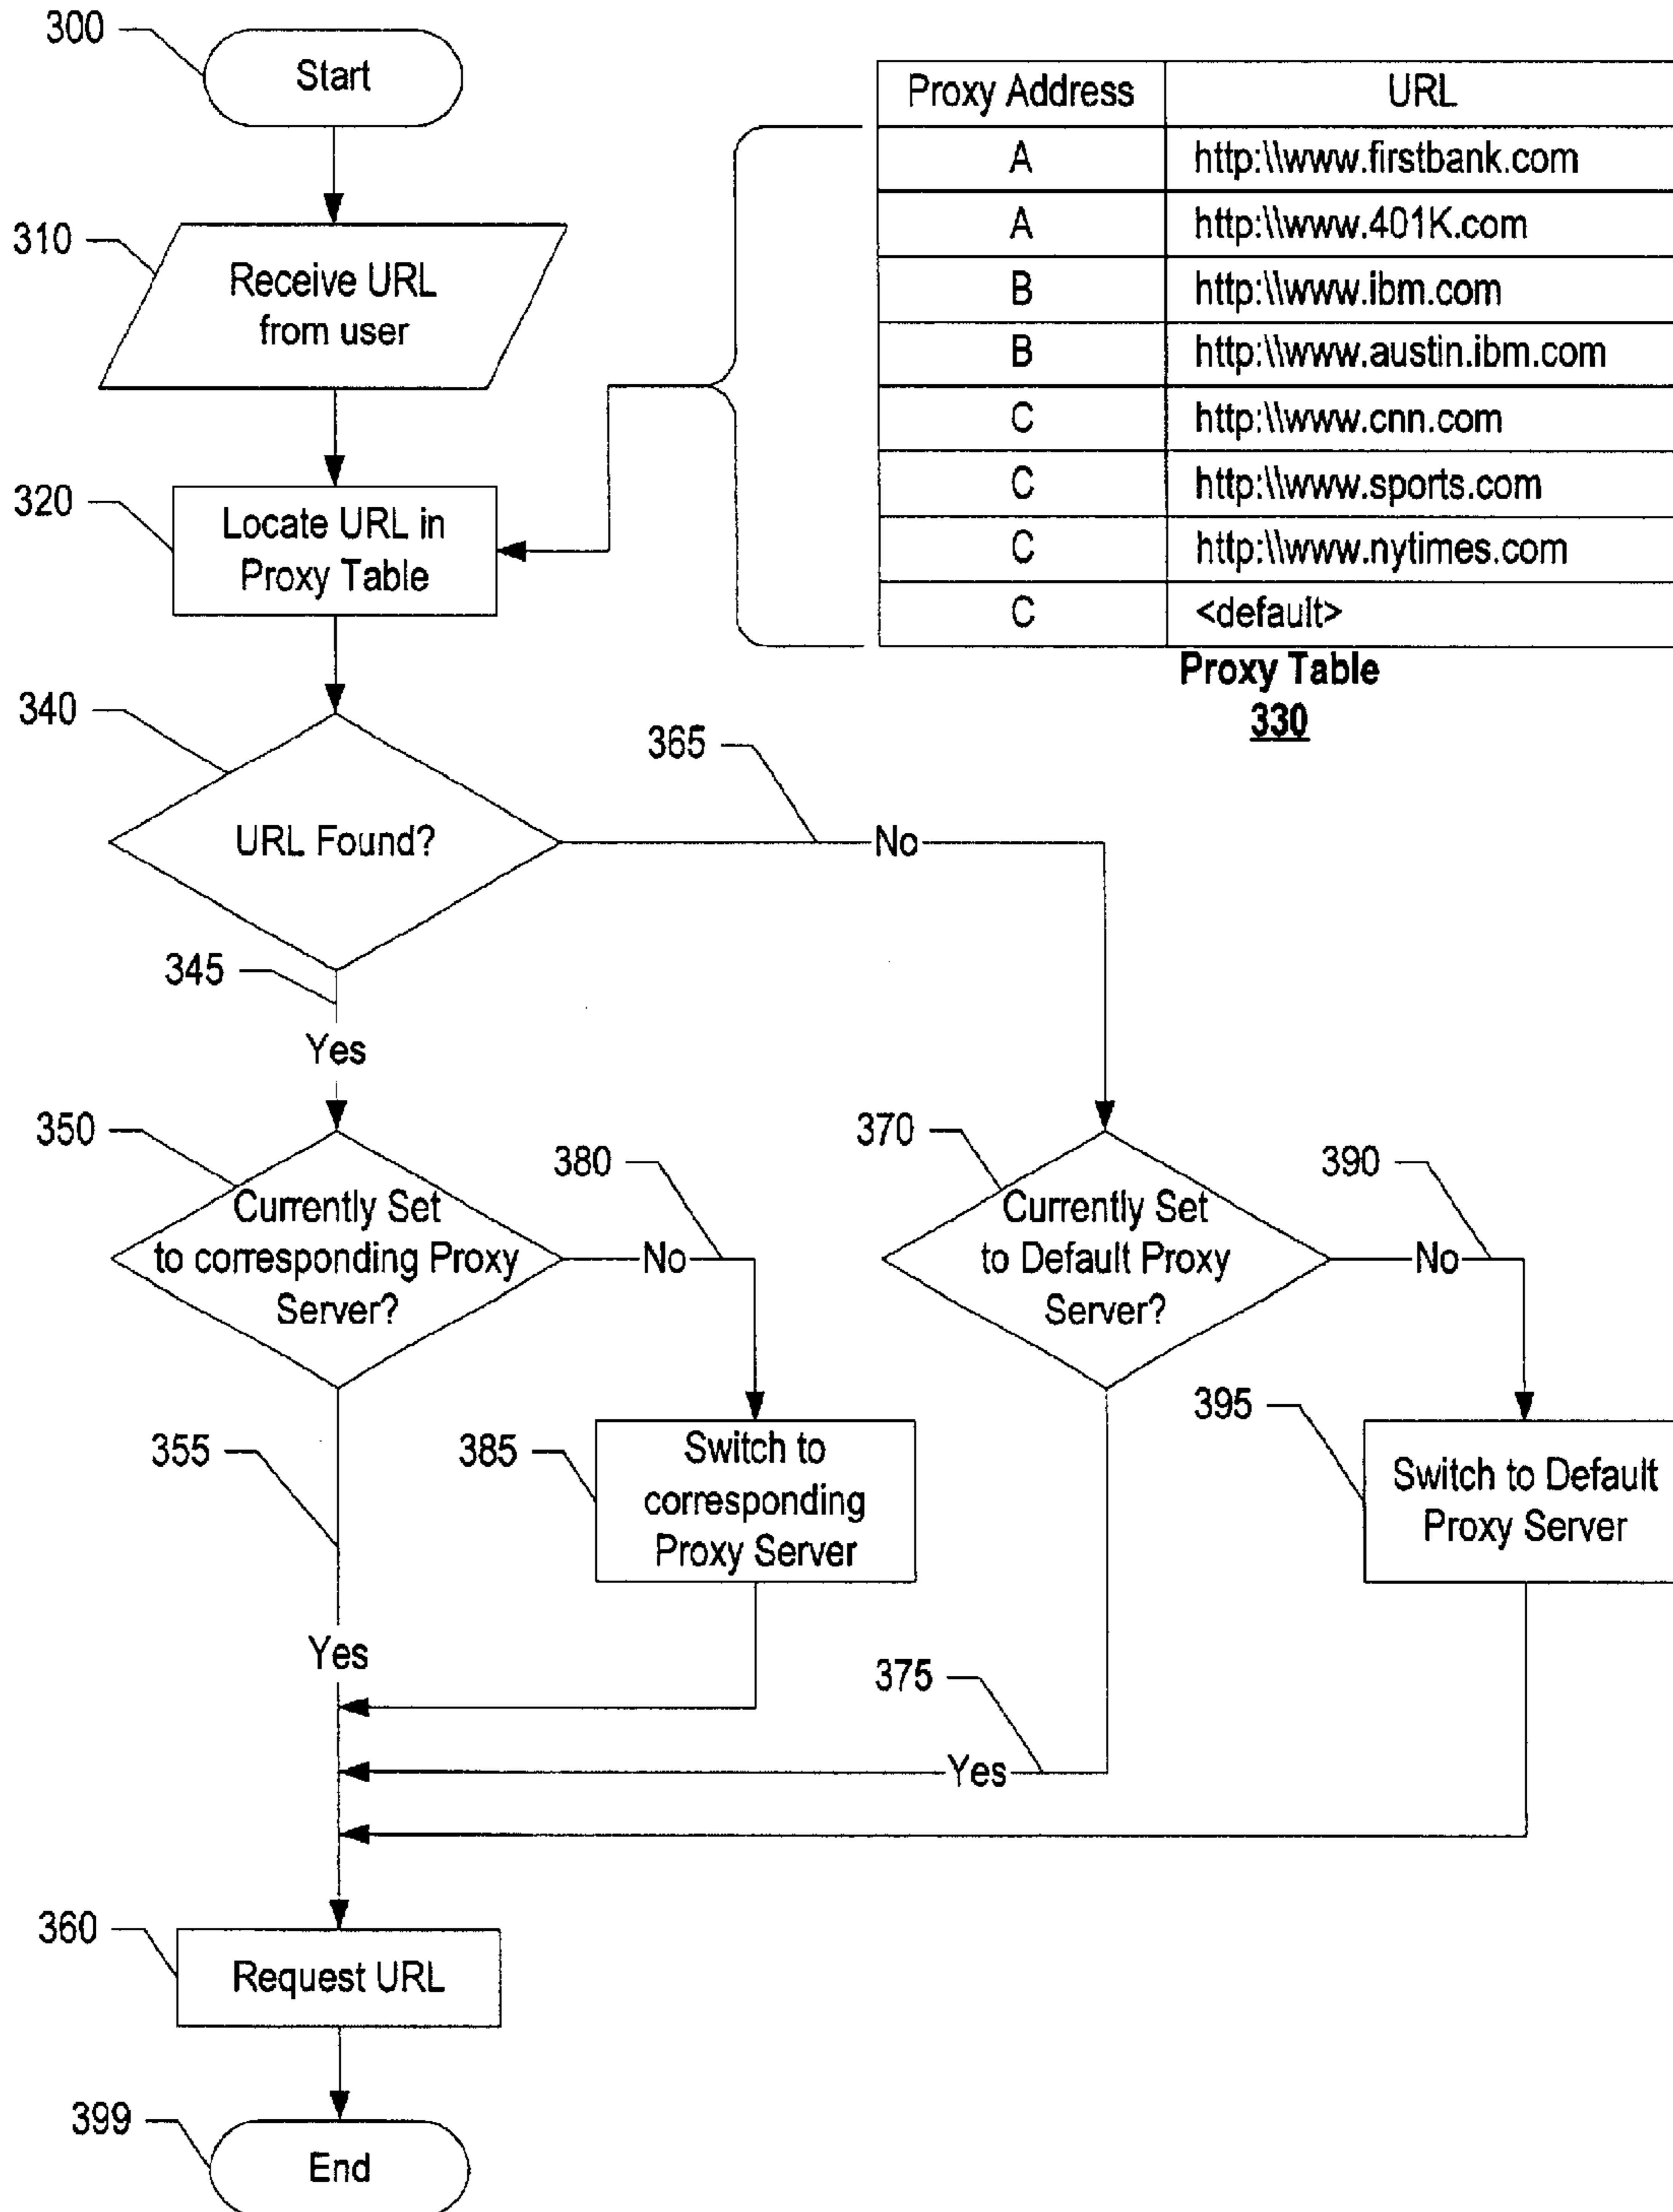 300
Start
310
Receive URL
from user
320
Locate URL in
Proxy Table
Proxy Address URL
A http:\\www.firstbank.com
A http:\\www.401K.com
B http:\\www.ibm.com
B http:\\www.austin.ibm.com
C http:\\www.cnn.com
C http:\\www.sports.com
C http:\\www.nytimes.com
C <default>
Proxy Table
330
340
URL Found?
365
No
345
Yes
350
Currently Set
to corresponding Proxy
Server?
380
No
370
Currently Set
to Default Proxy
Server?
390
No
355
Yes
385
Switch to
corresponding
Proxy Server
375
Yes
395
Switch to Default
Proxy Server
360
Request URL
399
End